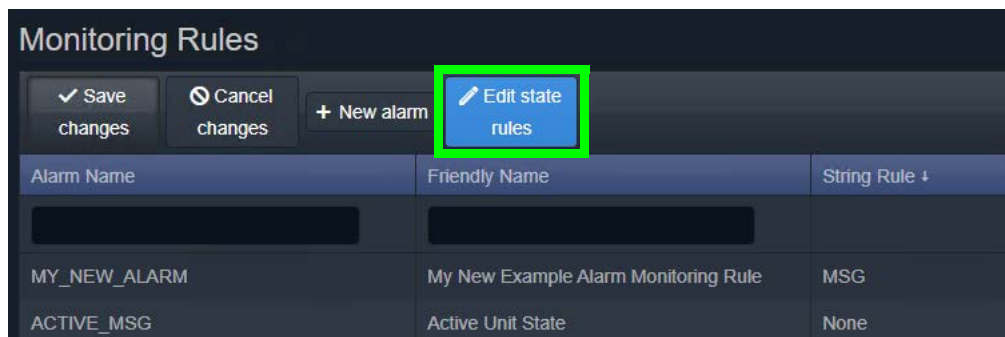 Monitoring Rules
Save changes Cancel changes + New alarm Edit state rules
Alarm Name Friendly Name String Rule ↓
MY_NEW_ALARM My New Example Alarm Monitoring Rule MSG
ACTIVE_MSG Active Unit State None